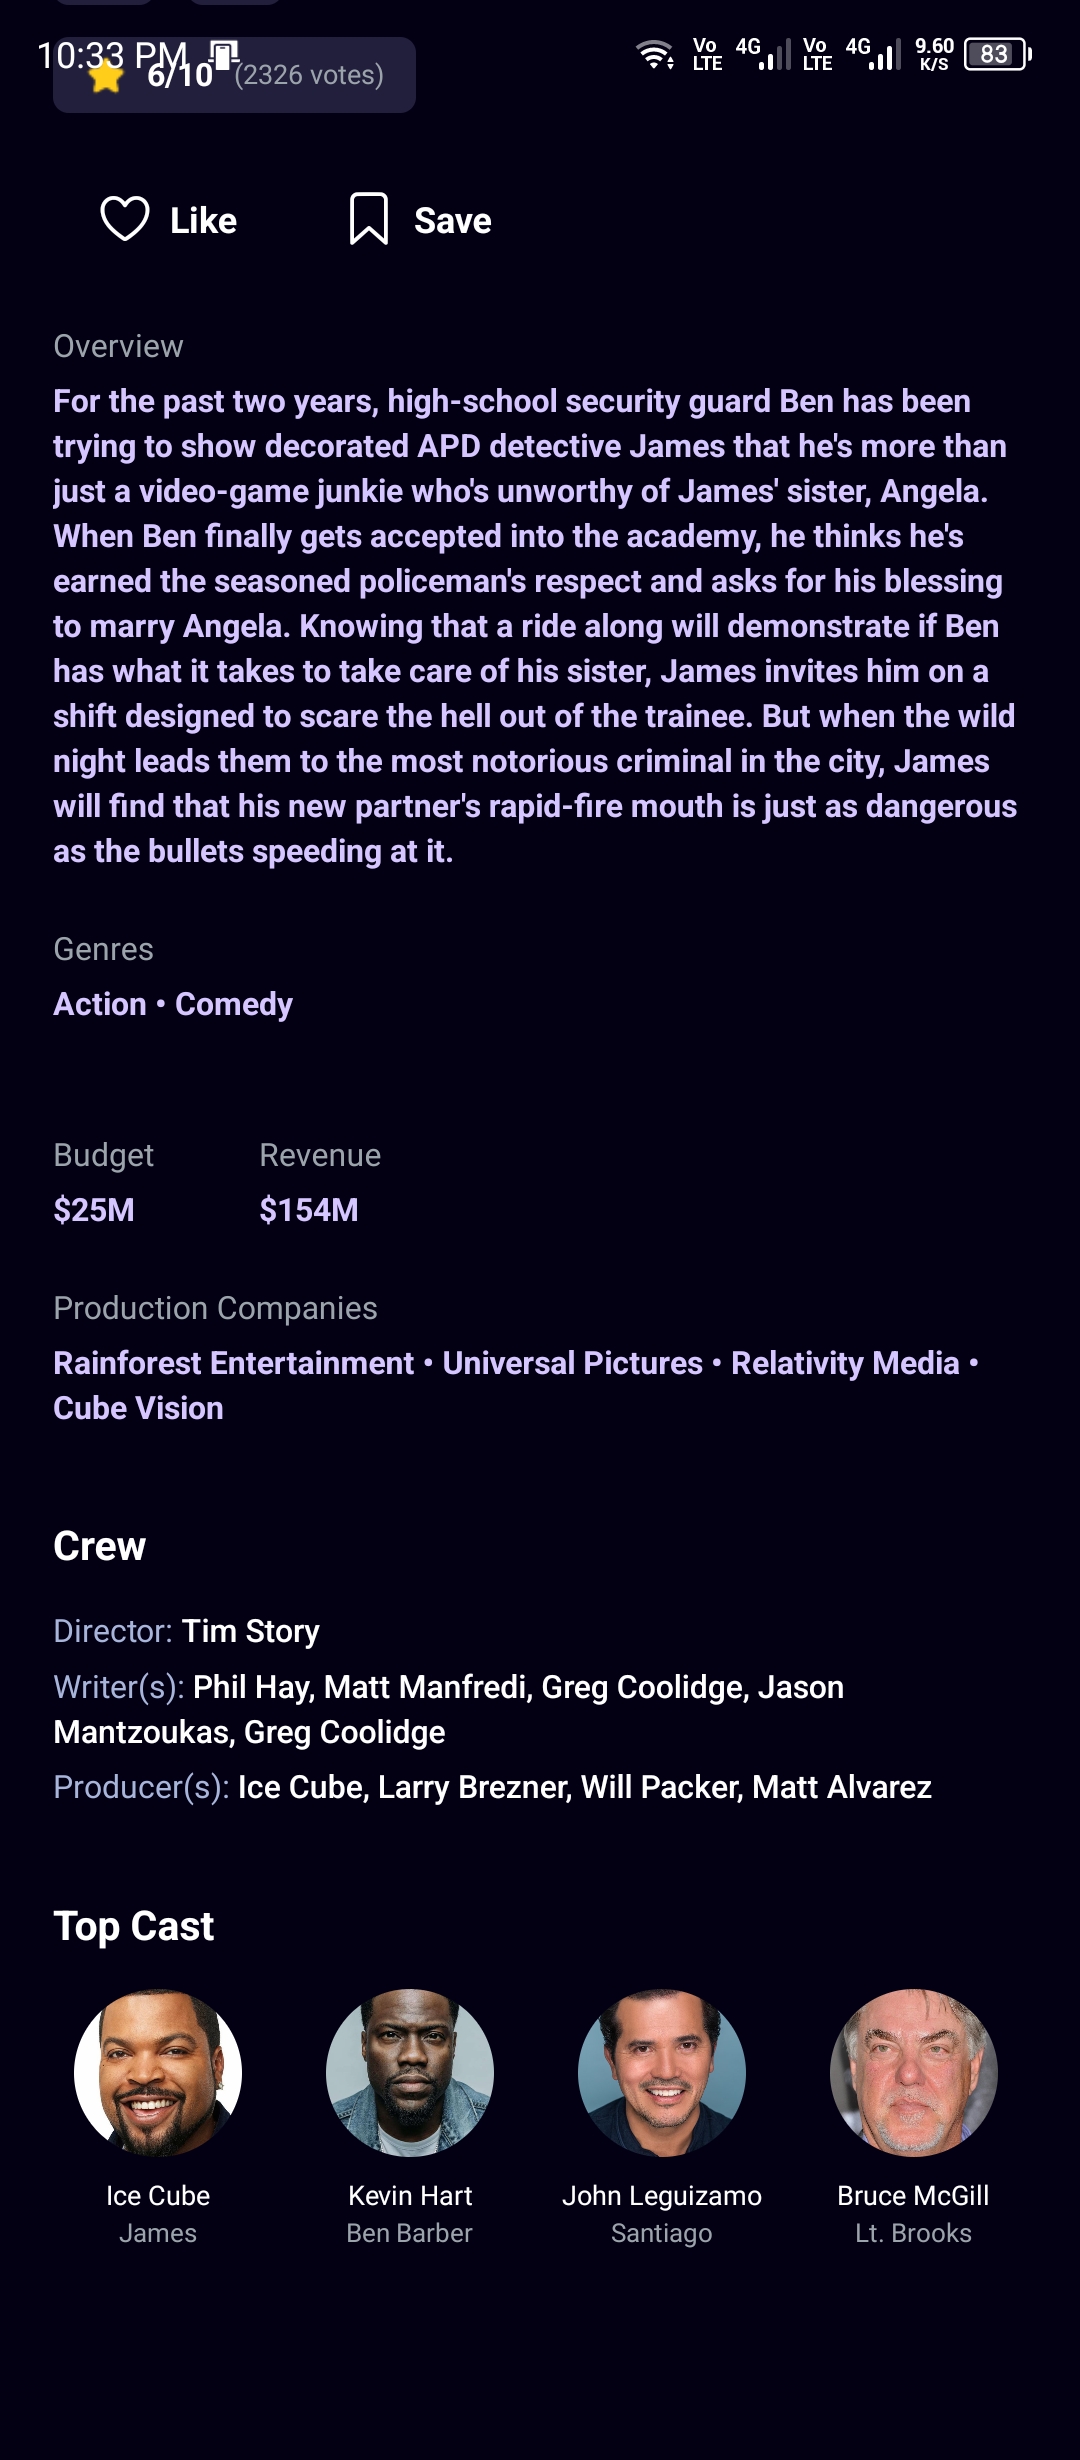 10:33 PM
Vo LTE 4G Vo LTE 4G 9.60 K/S 83
6/10 (2326 votes)
Like Save
Overview
For the past two years, high-school security guard Ben has been
trying to show decorated APD detective James that he's more than
just a video-game junkie who's unworthy of James' sister, Angela.
When Ben finally gets accepted into the academy, he thinks he's
earned the seasoned policeman's respect and asks for his blessing
to marry Angela. Knowing that a ride along will demonstrate if Ben
has what it takes to take care of his sister, James invites him on a
shift designed to scare the hell out of the trainee. But when the wild
night leads them to the most notorious criminal in the city, James
will find that his new partner's rapid-fire mouth is just as dangerous
as the bullets speeding at it.
Genres
Action • Comedy
Budget Revenue
$25M $154M
Production Companies
Rainforest Entertainment • Universal Pictures • Relativity Media •
Cube Vision
Crew
Director: Tim Story
Writer(s): Phil Hay, Matt Manfredi, Greg Coolidge, Jason
Mantzoukas, Greg Coolidge
Producer(s): Ice Cube, Larry Brezner, Will Packer, Matt Alvarez
Top Cast
Ice Cube Kevin Hart John Leguizamo Bruce McGill
James Ben Barber Santiago Lt. Brooks